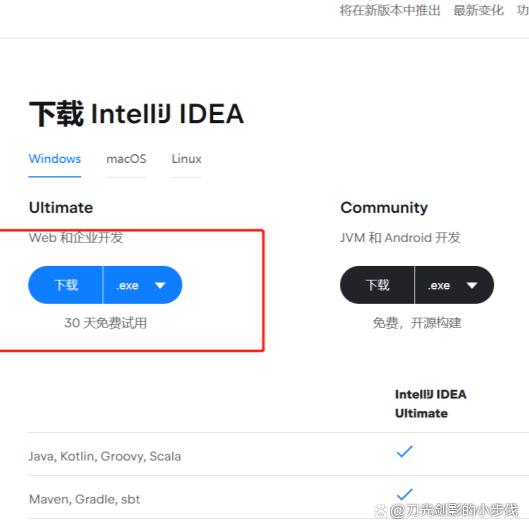 将在新版本中推出 最新变化 功
下载 IntelliJ IDEA
Windows macOS Linux
Ultimate
Web 和企业开发
下载 .exe
30 天免费试用
Community
JVM 和 Android 开发
下载 .exe
免费，开源构建
IntelliJ IDEA
Ultimate
Java, Kotlin, Groovy, Scala
Maven, Gradle, sbt
@刀光剑影的小步伐